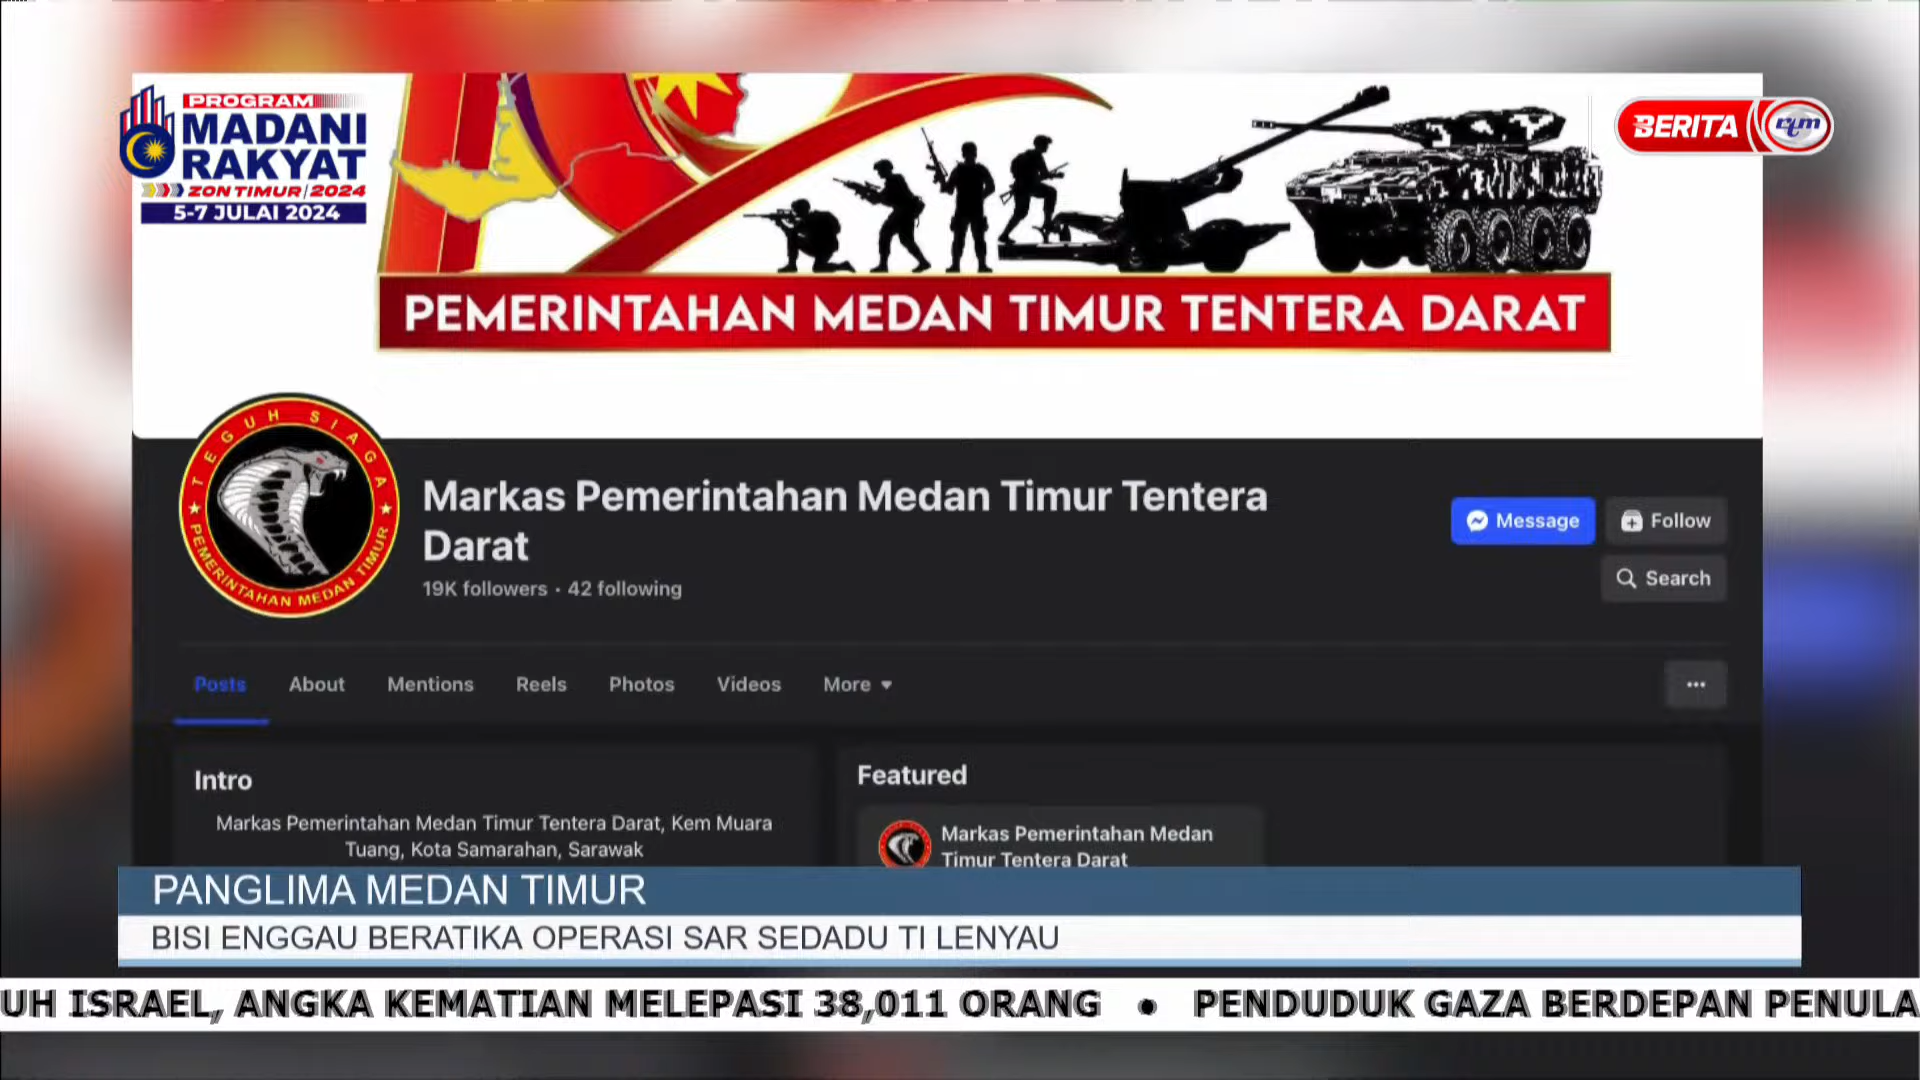 PROGRAM
MADANI
RAKYAT
ZON TIMUR/2024
5-7 JULAI 2024
BERITA rtm
PEMERINTAHAN MEDAN TIMUR TENTERA DARAT
TEGUH SIAGA
PEMERINTAHAN MEDAN TIMUR
Markas Pemerintahan Medan Timur Tentera
Darat
19K followers • 42 following
Message
Follow
Search
Posts About Mentions Reels Photos Videos More
Intro
Markas Pemerintahan Medan Timur Tentera Darat, Kem Muara
Tuang, Kota Samarahan, Sarawak
Featured
Markas Pemerintahan Medan
Timur Tentera Darat
PANGLIMA MEDAN TIMUR
BISI ENGGAU BERATIKA OPERASI SAR SEDADU TI LENYAU
UH ISRAEL, ANGKA KEMATIAN MELEPASI 38,011 ORANG • PENDUDUK GAZA BERDEPAN PENULA